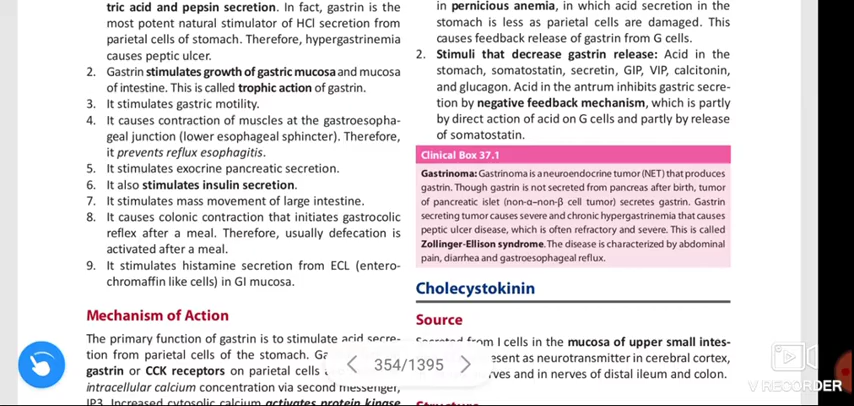 tric acid and pepsin secretion. In fact, gastrin is the
most potent natural stimulator of HCl secretion from
parietal cells of stomach. Therefore, hypergastrinemia
causes peptic ulcer.
2. Gastrin stimulates growth of gastric mucosa and mucosa
of intestine. This is called trophic action of gastrin.
3. It stimulates gastric motility.
4. It causes contraction of muscles at the gastroesopha-
geal junction (lower esophageal sphincter). Therefore,
it prevents reflux esophagitis.
5. It stimulates exocrine pancreatic secretion.
6. It also stimulates insulin secretion.
7. It stimulates mass movement of large intestine.
8. It causes colonic contraction that initiates gastrocolic
reflex after a meal. Therefore, usually defecation is
activated after a meal.
9. It stimulates histamine secretion from ECL (entero-
chromaffin like cells) in GI mucosa.
Mechanism of Action
The primary function of gastrin is to stimulate acid secre-
tion from parietal cells of the stomach.
gastrin or CCK receptors on parietal cells
intracellular calcium concentration via second messenger,
IP3. Increased cytosolic calcium activates protein kinase
in pernicious anemia, in which acid secretion in the
stomach is less as parietal cells are damaged. This
causes feedback release of gastrin from G cells.
2. Stimuli that decrease gastrin release: Acid in the
stomach, somatostatin, secretin, GIP, VIP, calcitonin,
and glucagon. Acid in the antrum inhibits gastric secre-
tion by negative feedback mechanism, which is partly
by direct action of acid on G cells and partly by release
of somatostatin.
Clinical Box 37.1
Gastrinoma: Gastrinoma is a neuroendocrine tumor (NET) that produces
gastrin. Though gastrin is not secreted from pancreas after birth, tumor
of pancreatic islet (non-α–non-β cell tumor) secretes gastrin. Gastrin
secreting tumor causes severe and chronic hypergastrinemia that causes
peptic ulcer disease, which is often refractory and severe. This is called
Zollinger-Ellison syndrome. The disease is characterized by abdominal
pain, diarrhea and gastroesophageal reflux.
Cholecystokinin
Source
Secreted from I cells in the mucosa of upper small intes-
present as neurotransmitter in cerebral cortex,
and in nerves of distal ileum and colon.
354/1395
V RECORDER